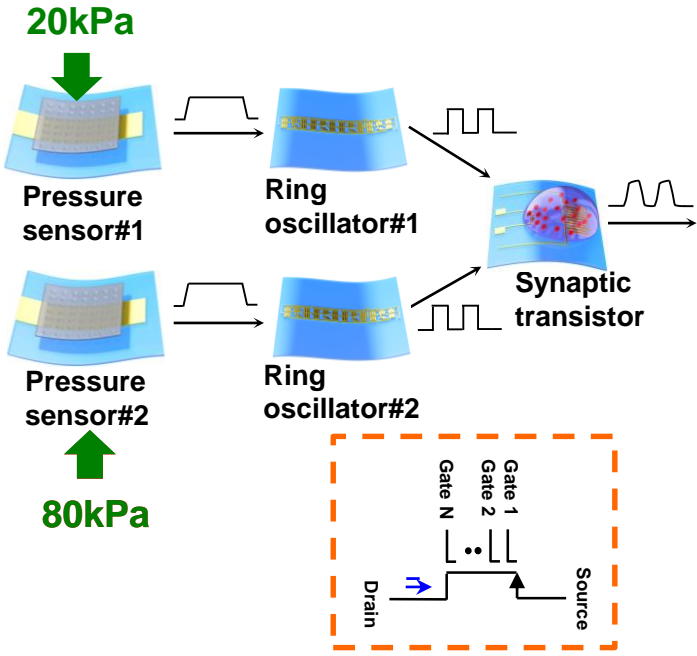 20kPa
Pressure
sensor#1
Ring
oscillator#1
Synaptic
transistor
Pressure
sensor#2
Ring
oscillator#2
80kPa
Gate N
Gate 2
Gate 1
Drain
Source